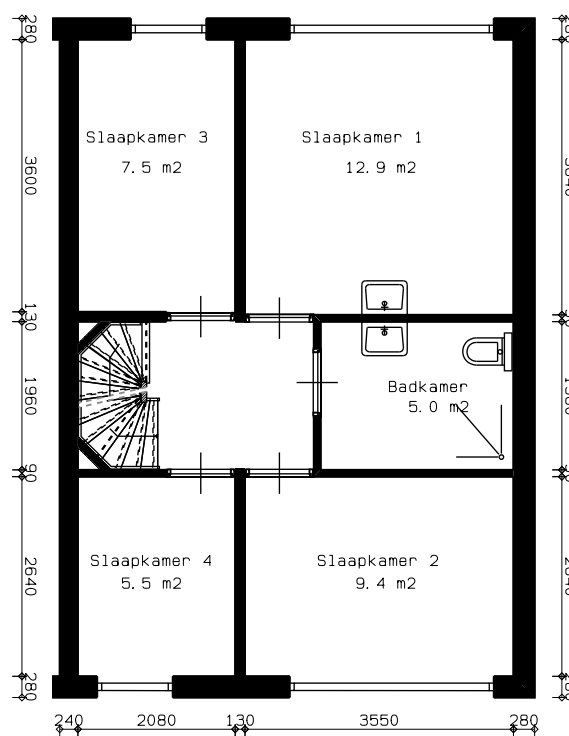 280
Slaapkamer 3
7.5 m2
Slaapkamer 1
12.9 m2
3600
130
1960
Badkamer
5.0 m2
90
Slaapkamer 4
5.5 m2
Slaapkamer 2
9.4 m2
2640
280
240 2080 130 3550 280